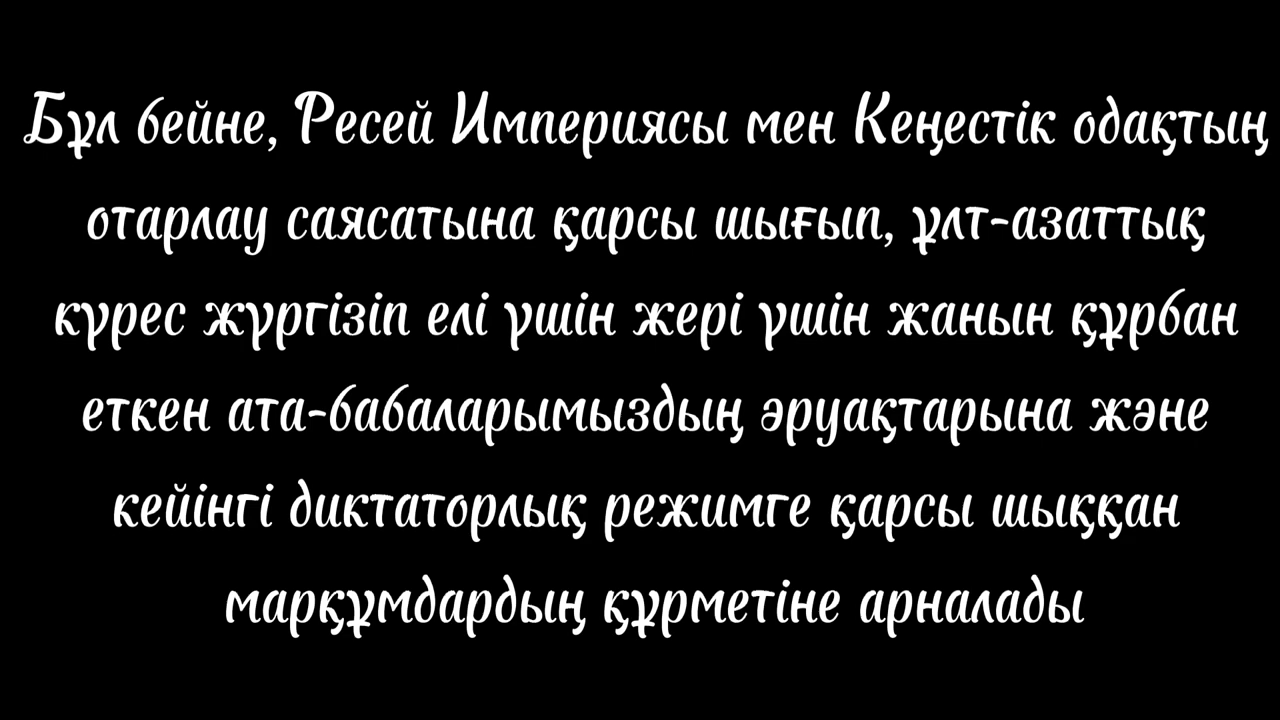 Бұл бейне, Ресей Империясы мен Кеңестік одақтың
отарлау саясатына қарсы шығып, ұлт-азаттық
күрес жүргізіп елі үшін жері үшін жанын құрбан
еткен ата-бабаларымыздың әруақтарына және
кейінгі диктаторлық режимге қарсы шыққан
марқұмдардың құрметіне арналады